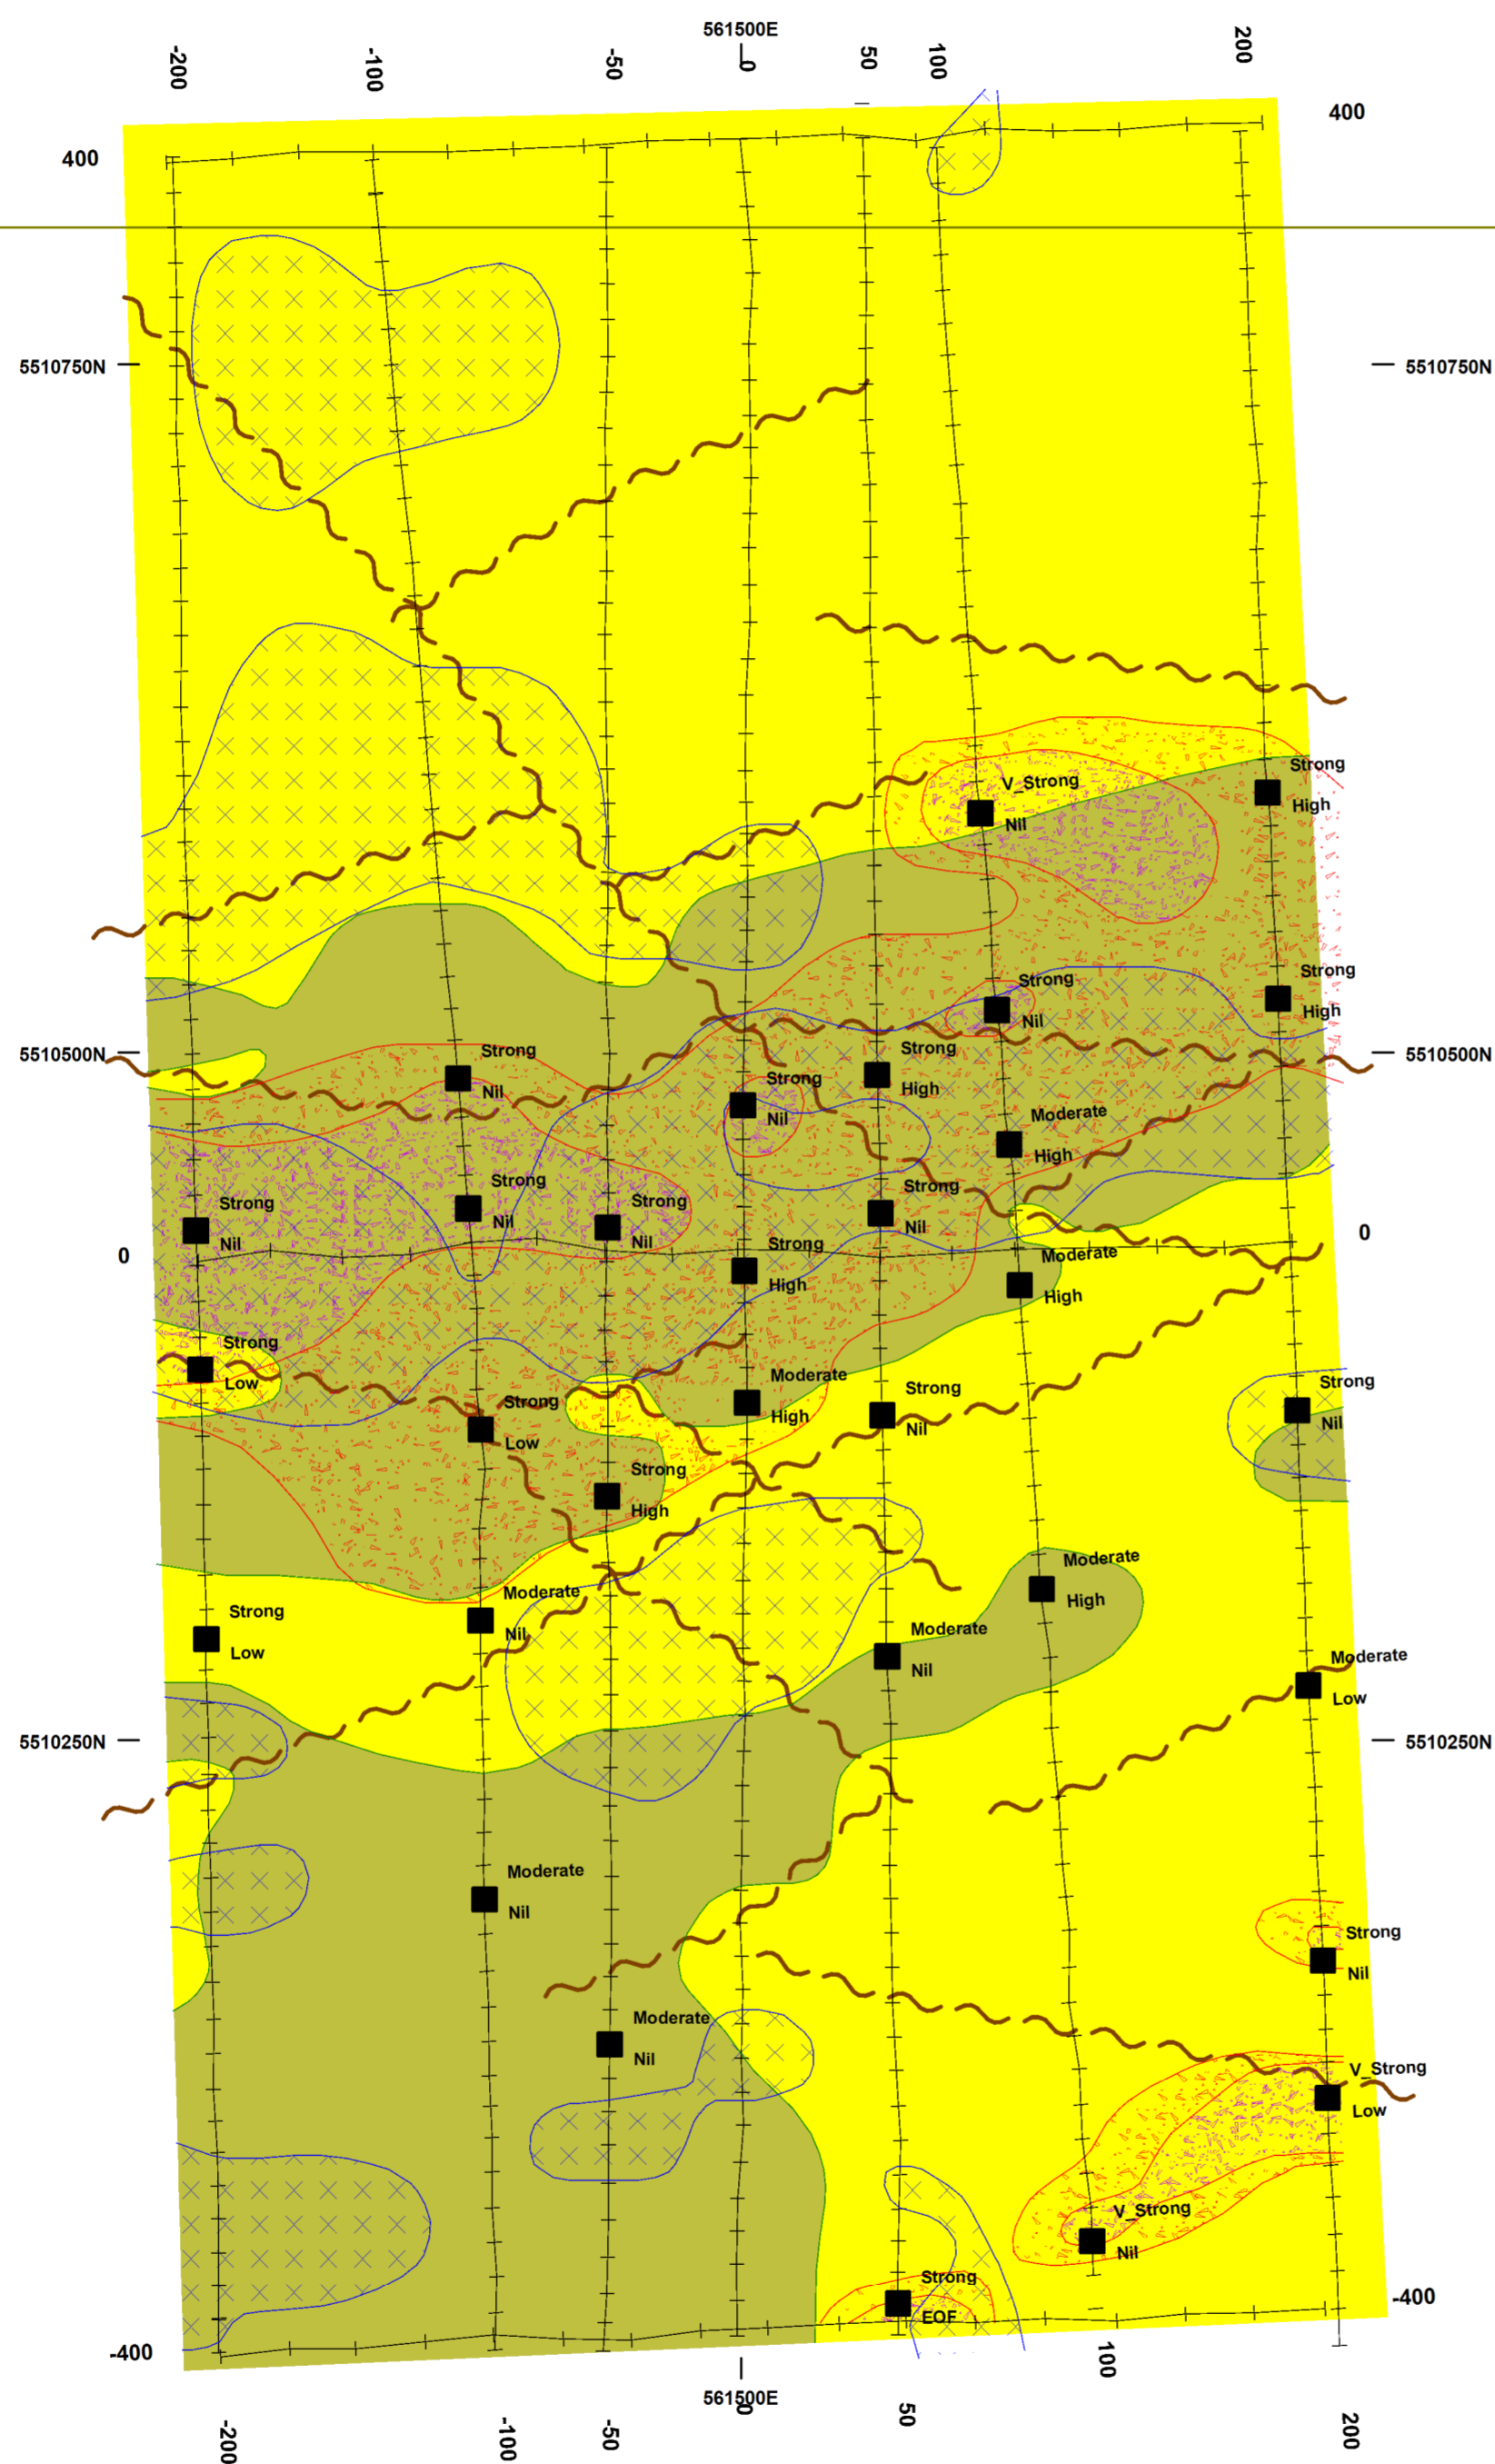 561500E
-200
-100
-50
0
50
100
200
400
400
5510750N
5510750N
Strong
High
V_Strong
Nil
Strong
High
Strong
Nil
5510500N
5510500N
Strong
Nil
Strong
High
Strong
Nil
Moderate
High
Strong
Nil
Strong
Nil
Strong
Nil
Strong
Nil
0
0
Strong
High
Moderate
High
Strong
Low
Moderate
High
Strong
Nil
Strong
Nil
Strong
Low
Strong
High
Moderate
High
Moderate
Nil
Strong
Low
Moderate
Nil
Moderate
Low
5510250N
5510250N
Moderate
Nil
Strong
Nil
Moderate
Nil
V_Strong
Low
V_Strong
Nil
Strong
EOF
-400
-400
561500E
-200
-100
-50
0
50
100
200